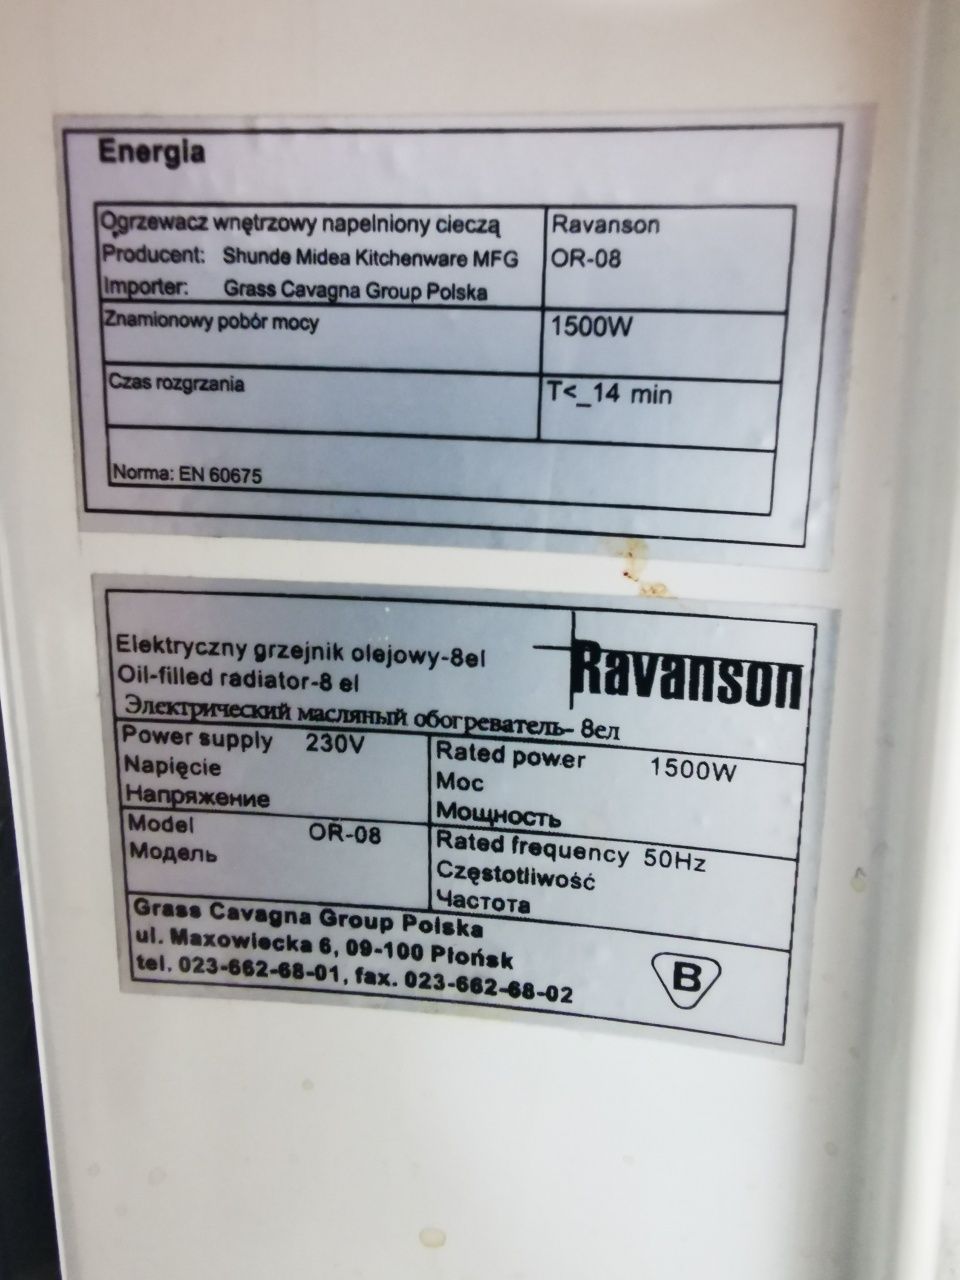 Energia
Ogrzewacz wnętrzowy napelniony cieczą Ravanson
Producent: Shunde Midea Kitchenware MFG OR-08
Importer: Grass Cavagna Group Polska
Znamionowy pobór mocy 1500W
Czas rozgrzania T<_14 min
Norma: EN 60675
Elektryczny grzejnik olejowy-8el
Oil-filled radiator-8 el
Электрический масляный обогреватель- 8ел
Ravanson
Power supply 230V
Napięcie
Напряжение
Rated power 1500W
Moc
Мощность
Model OR-08
Модель
Rated frequency 50Hz
Częstotliwość
Частота
Grass Cavagna Group Polska
ul. Maxowiecka 6, 09-100 Płońsk
tel. 023-662-68-01, fax. 023-662-68-02
B